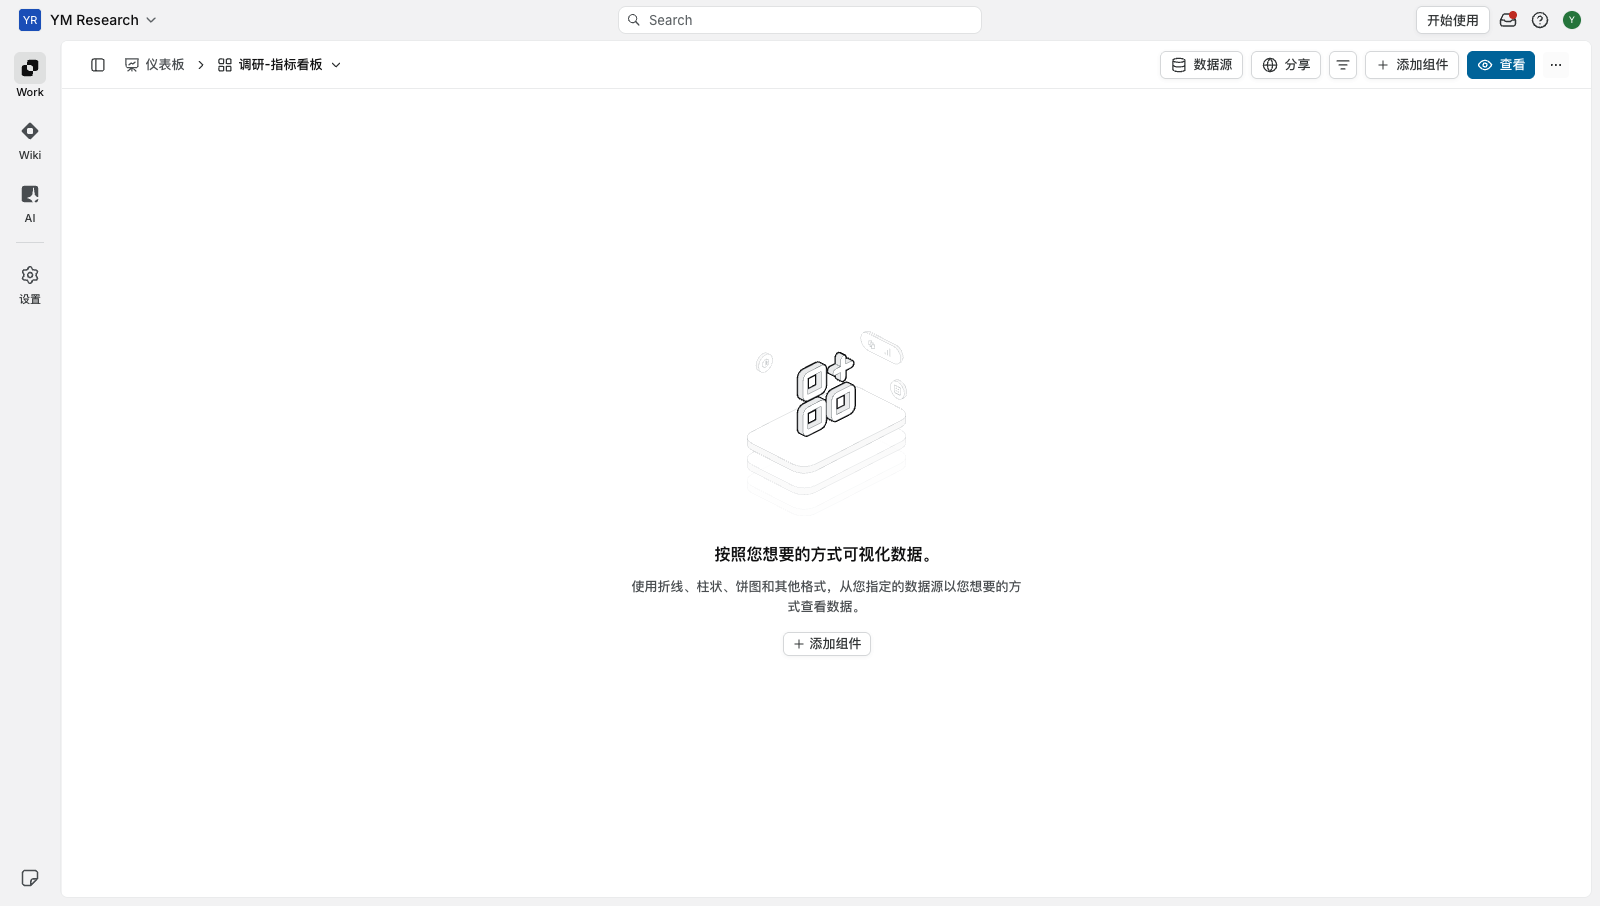 YR
YM Research
Search
开始使用
Y
Work
Wiki
AI
设置
仪表板
调研-指标看板
数据源
分享
添加组件
查看
按照您想要的方式可视化数据。
使用折线、柱状、饼图和其他格式，从您指定的数据源以您想要的方
式查看数据。
添加组件